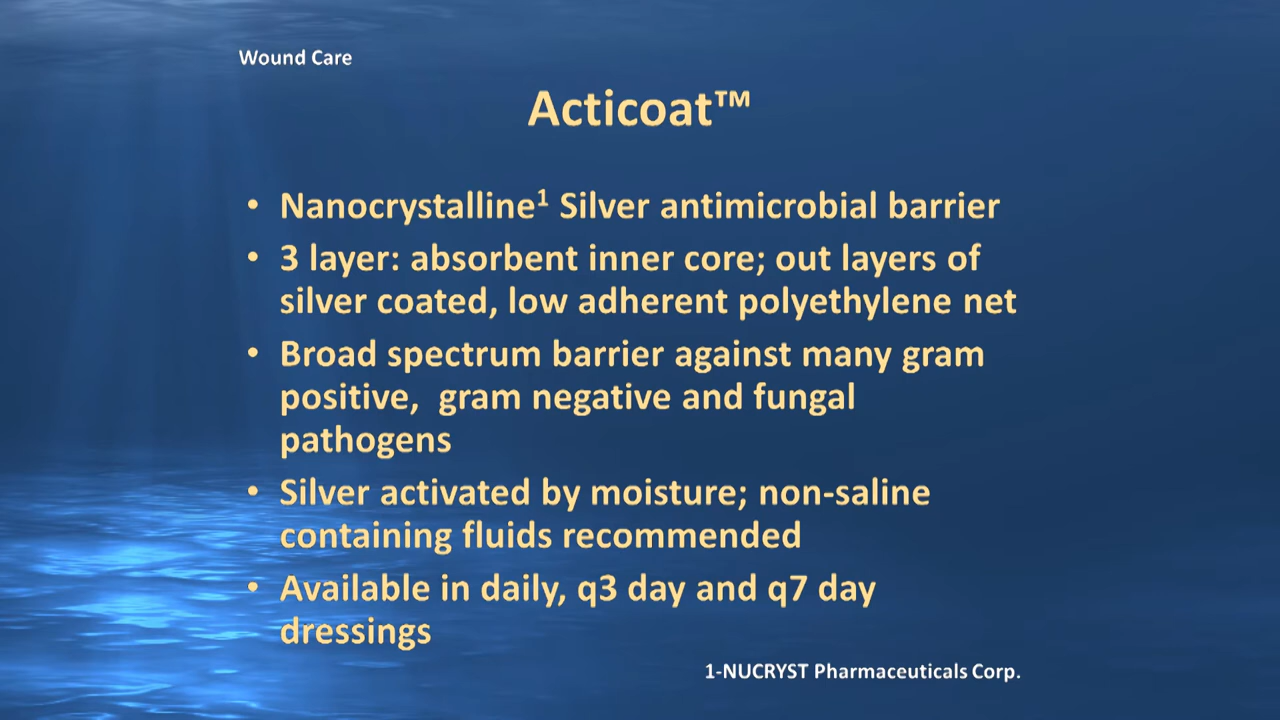 Wound Care
Acticoat™
• Nanocrystalline¹ Silver antimicrobial barrier
• 3 layer: absorbent inner core; out layers of
silver coated, low adherent polyethylene net
• Broad spectrum barrier against many gram
positive,  gram negative and fungal
pathogens
• Silver activated by moisture; non-saline
containing fluids recommended
• Available in daily, q3 day and q7 day
dressings
1-NUCRYST Pharmaceuticals Corp.